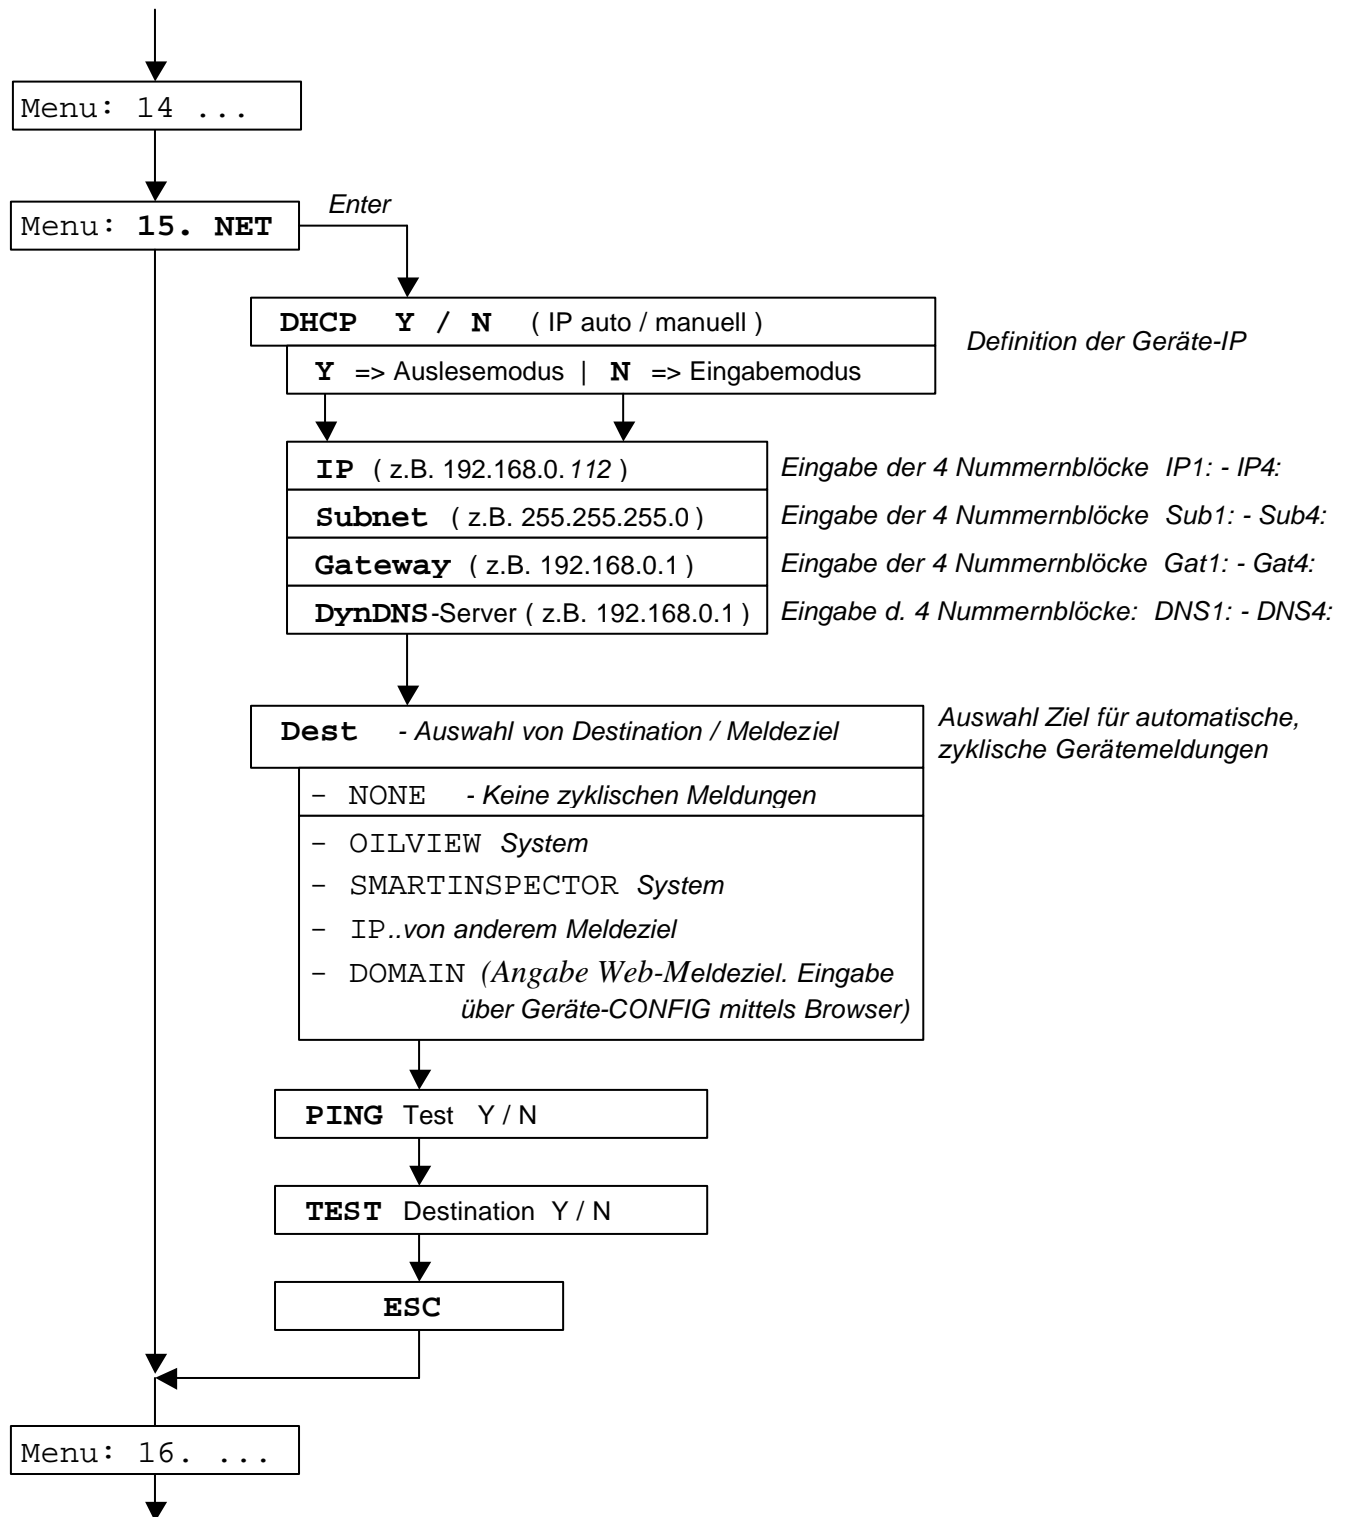 Menu: 14 ...
Menu: 15. NET
Enter
DHCP Y / N ( IP auto / manuell )
Definition der Geräte-IP
Y => Auslesemodus | N => Eingabemodus
IP ( z.B. 192.168.0.112 )
Eingabe der 4 Nummernblöcke IP1: - IP4:
Subnet ( z.B. 255.255.255.0 )
Eingabe der 4 Nummernblöcke Sub1: - Sub4:
Gateway ( z.B. 192.168.0.1 )
Eingabe der 4 Nummernblöcke Gat1: - Gat4:
DynDNS-Server ( z.B. 192.168.0.1 )
Eingabe d. 4 Nummernblöcke: DNS1: - DNS4:
Dest - Auswahl von Destination / Meldeziel
Auswahl Ziel für automatische,
zyklische Gerätemeldungen
- NONE - Keine zyklischen Meldungen
- OILVIEW System
- SMARTINSPECTOR System
- IP..von anderem Meldeziel
- DOMAIN (Angabe Web-Meldeziel. Eingabe
über Geräte-CONFIG mittels Browser)
PING Test Y / N
TEST Destination Y / N
ESC
Menu: 16. ...